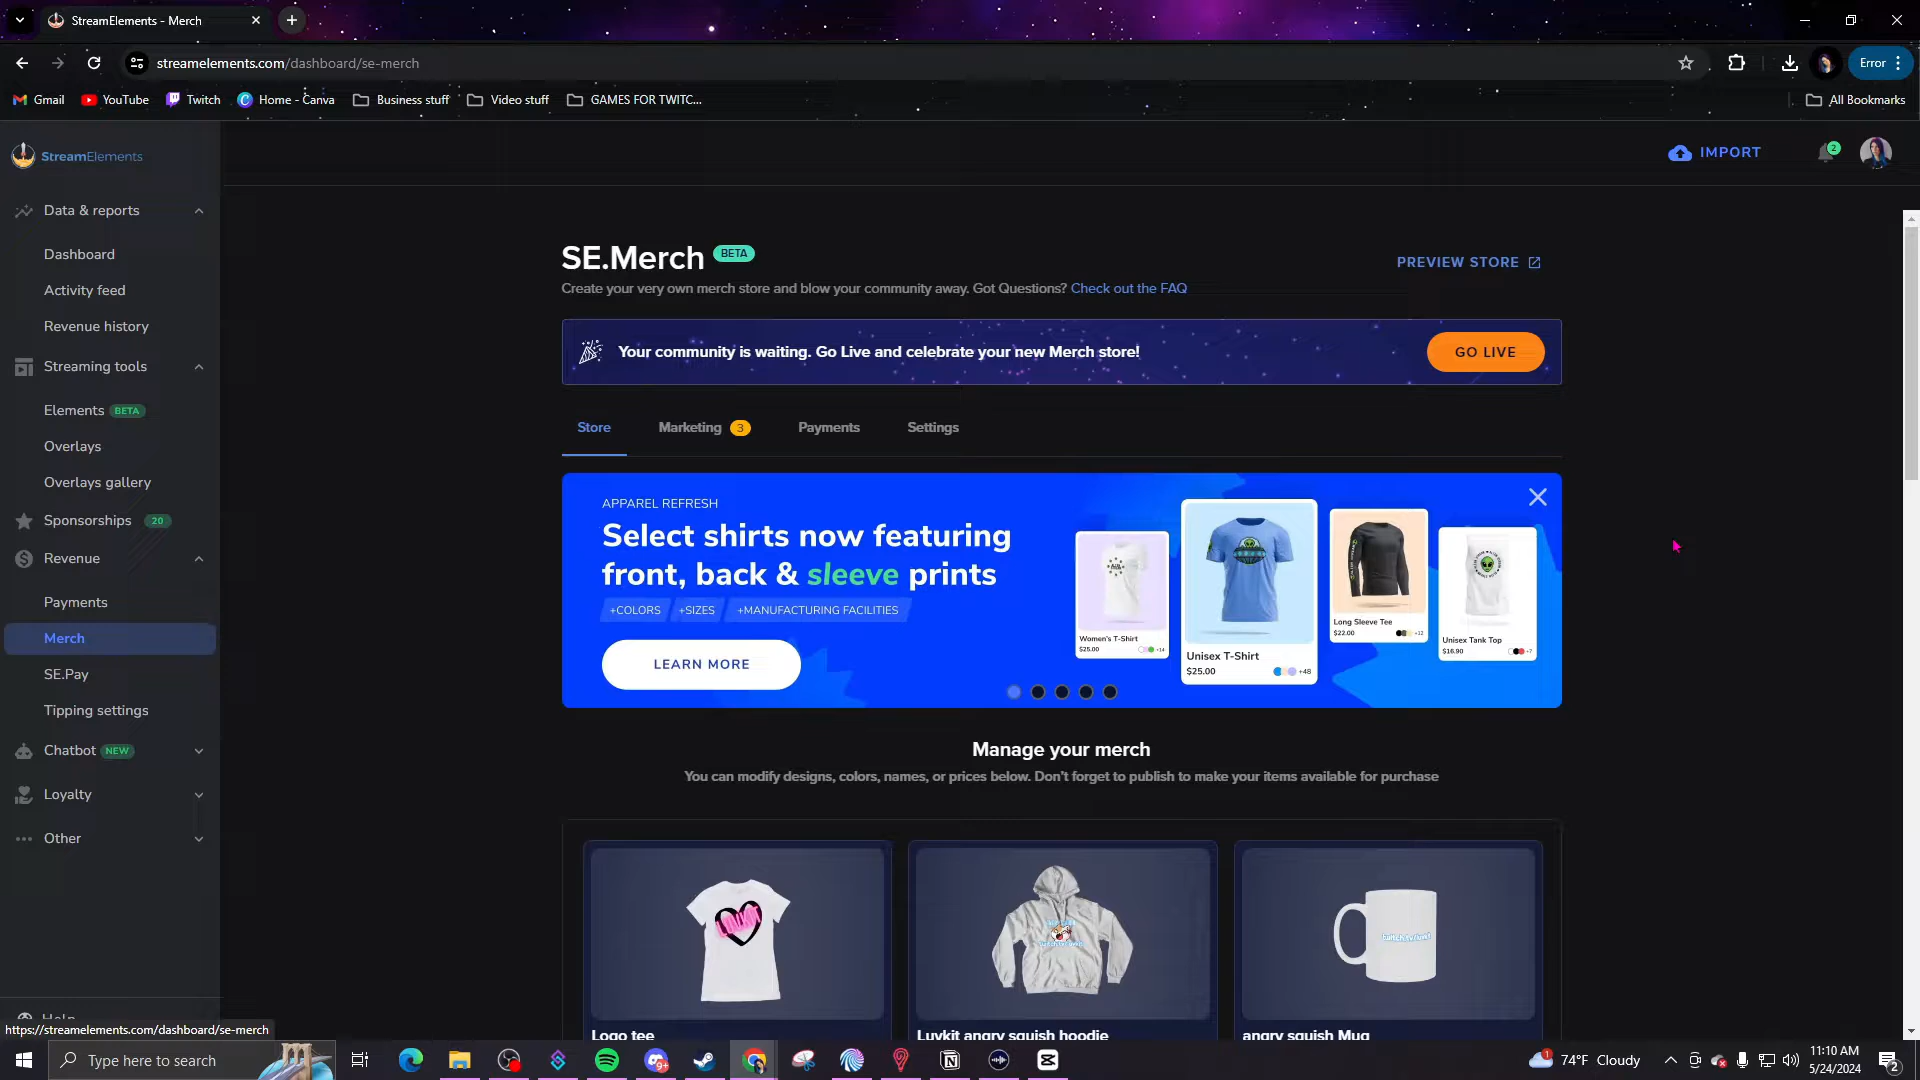 StreamElements - Merch
streamelements.com/dashboard/se-merch
Error
Gmail
YouTube
Twitch
Home - Canva
Business stuff
Video stuff
GAMES FOR TWITC...
All Bookmarks
StreamElements
IMPORT
2
Data & reports
Dashboard
Activity feed
Revenue history
Streaming tools
Elements BETA
Overlays
Overlays gallery
Sponsorships 20
Revenue
Payments
Merch
SE.Pay
Tipping settings
Chatbot NEW
Loyalty
Other
Help
https://streamelements.com/dashboard/se-merch
SE.Merch BETA
PREVIEW STORE
Create your very own merch store and blow your community away. Got Questions? Check out the FAQ
Your community is waiting. Go Live and celebrate your new Merch store!
GO LIVE
Store
Marketing 3
Payments
Settings
APPAREL REFRESH
Select shirts now featuring
front, back & sleeve prints
+COLORS +SIZES +MANUFACTURING FACILITIES
LEARN MORE
Women's T-Shirt
$25.00
+14
Unisex T-Shirt
$25.00
+48
Long Sleeve Tee
$22.00
+12
Unisex Tank Top
$16.90
+7
Manage your merch
You can modify designs, colors, names, or prices below. Don't forget to publish to make your items available for purchase
Logo tee
Luvkit angry squish hoodie
angry squish Mug
Type here to search
9+
1
74°F Cloudy
11:10 AM
5/24/2024
2